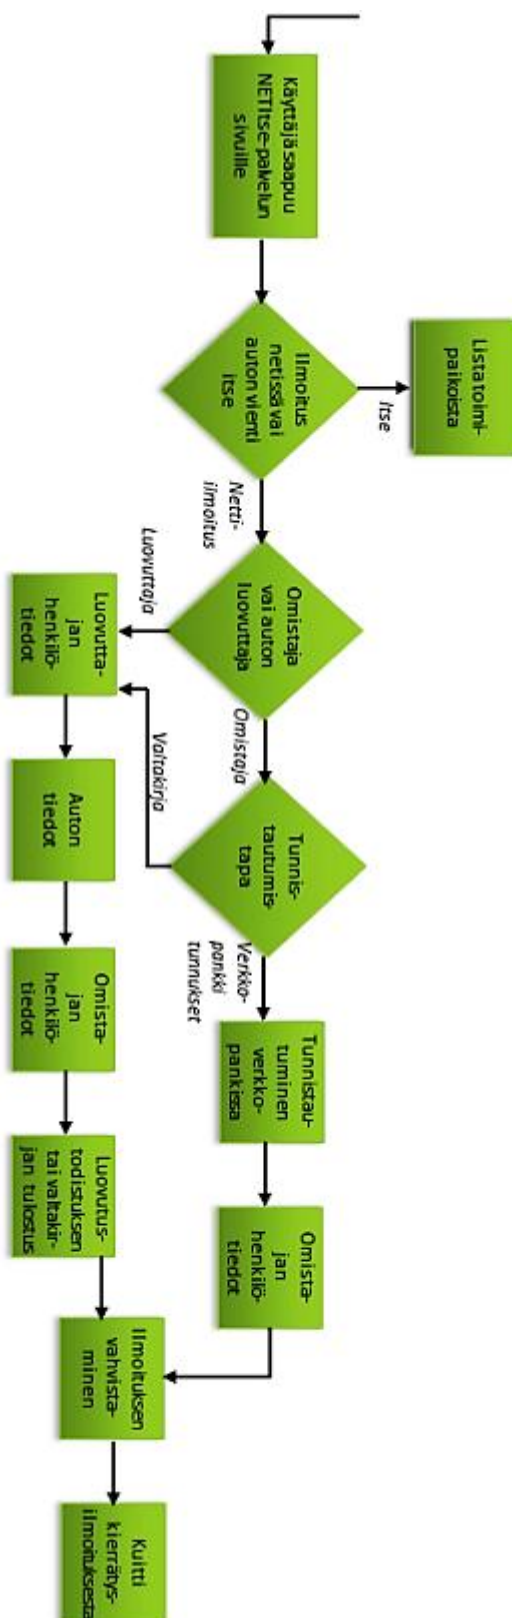 Käyttäjä saapuu
NETItse-palvelun
sivuille
Ilmoitus
netissä vai
auton vienti
itse
Itse
Lista toimi-
paikoista
Netti-
ilmoitus
Omistaja
vai auton
luovuttaja
Luovuttaja
Omistaja
Tunnis-
tautumis-
tapa
Valtakirja
Verkko-
pankki
tunnukset
Tunnistau-
tuminen
verkko-
pankissa
Omista-
jan
henkilö-
tiedot
Luovutta-
jan
henkilö-
tiedot
Auton
tiedot
Omista-
jan
henkilö-
tiedot
Luovutus-
todistuksen
tai valtakir-
jan tulostus
Ilmoituksen
vahvista-
minen
Kuitti
kierrätys-
ilmoituksesta